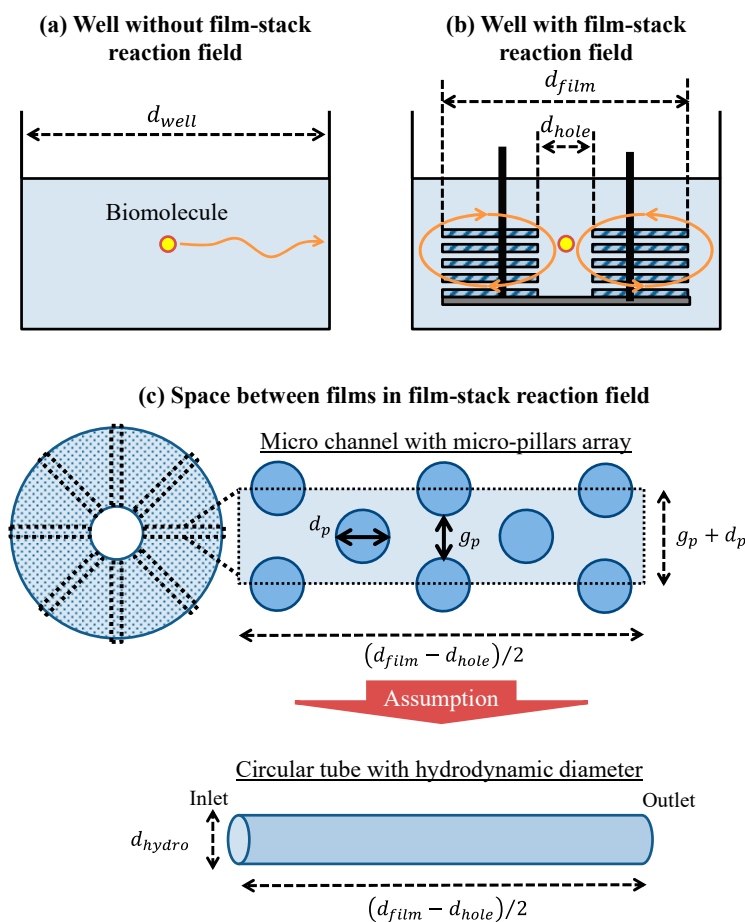 (a) Well without film-stack
reaction field
(b) Well with film-stack
reaction field
d_film
d_well
d_hole
Biomolecule
(c) Space between films in film-stack reaction field
Micro channel with micro-pillars array
d_p
g_p
g_p + d_p
(d_film − d_hole)/2
Assumption
Circular tube with hydrodynamic diameter
Inlet
Outlet
d_hydro
(d_film − d_hole)/2